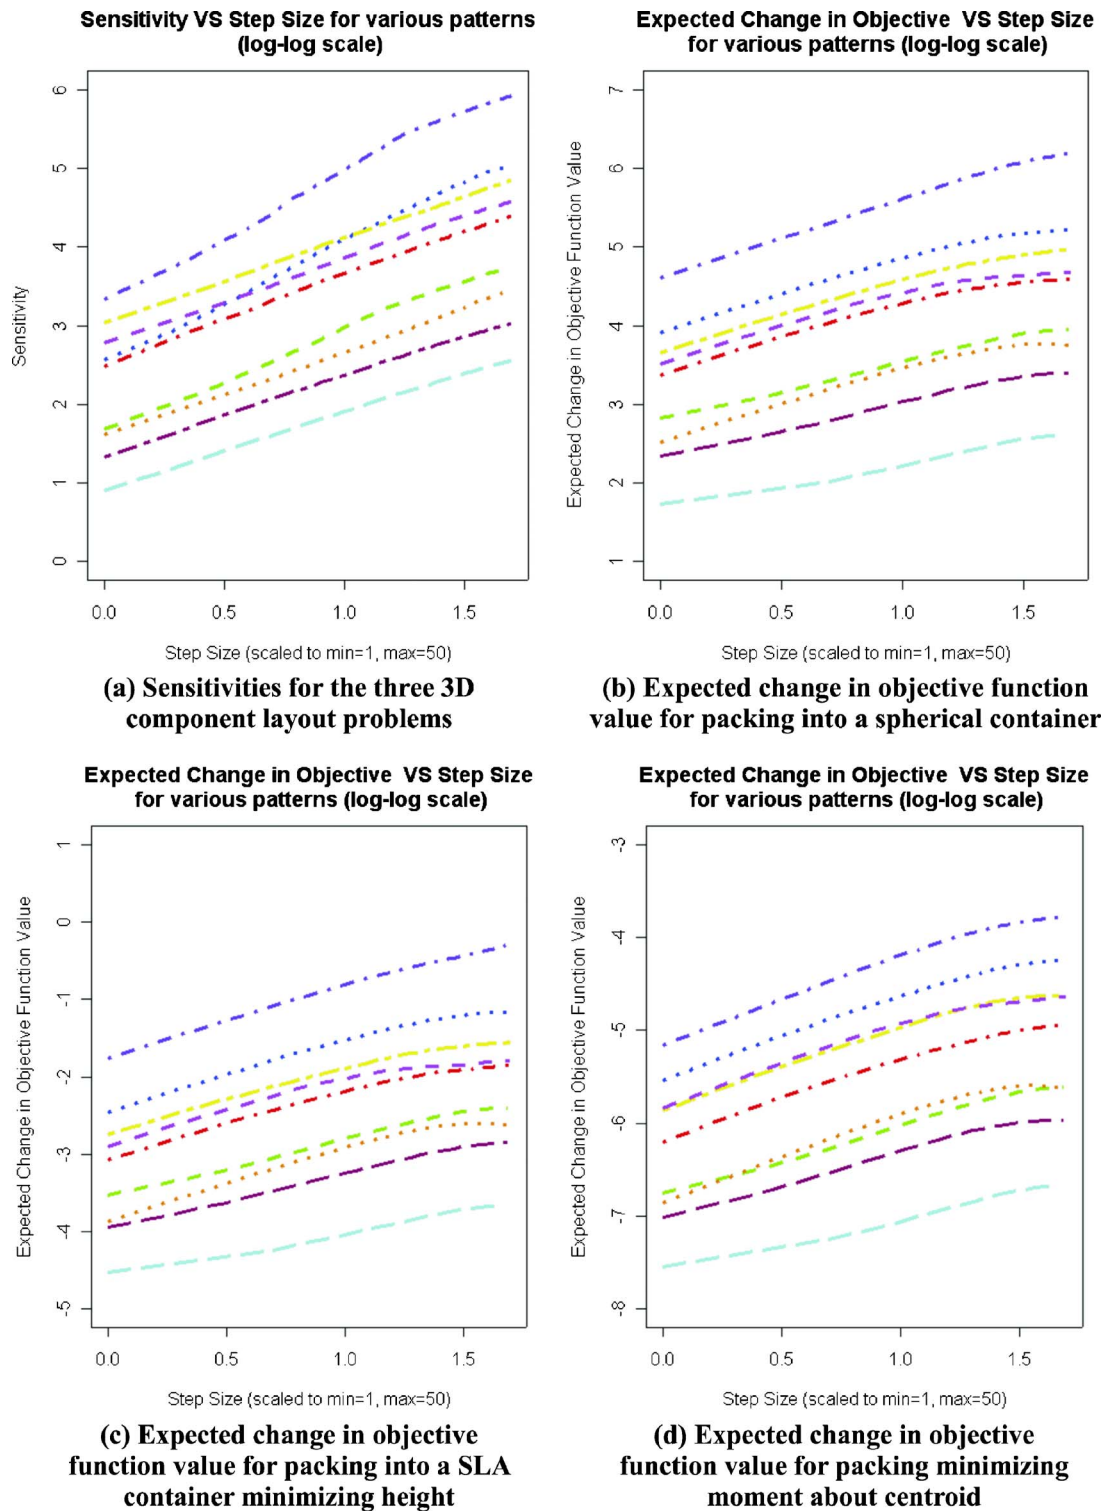 Sensitivity VS Step Size for various patterns
(log-log scale)
6
5
4
3
2
1
0
Sensitivity
0.0 0.5 1.0 1.5
Step Size (scaled to min=1, max=50)
(a) Sensitivities for the three 3D
component layout problems
Expected Change in Objective VS Step Size
for various patterns (log-log scale)
7
6
5
4
3
2
1
Expected Change in Objective Function Value
0.0 0.5 1.0 1.5
Step Size (scaled to min=1, max=50)
(b) Expected change in objective function
value for packing into a spherical container
Expected Change in Objective VS Step Size
for various patterns (log-log scale)
1
0
-1
-2
-3
-4
-5
Expected Change in Objective Function Value
0.0 0.5 1.0 1.5
Step Size (scaled to min=1, max=50)
(c) Expected change in objective
function value for packing into a SLA
container minimizing height
Expected Change in Objective VS Step Size
for various patterns (log-log scale)
-3
-4
-5
-6
-7
-8
Expected Change in Objective Function Value
0.0 0.5 1.0 1.5
Step Size (scaled to min=1, max=50)
(d) Expected change in objective
function value for packing minimizing
moment about centroid